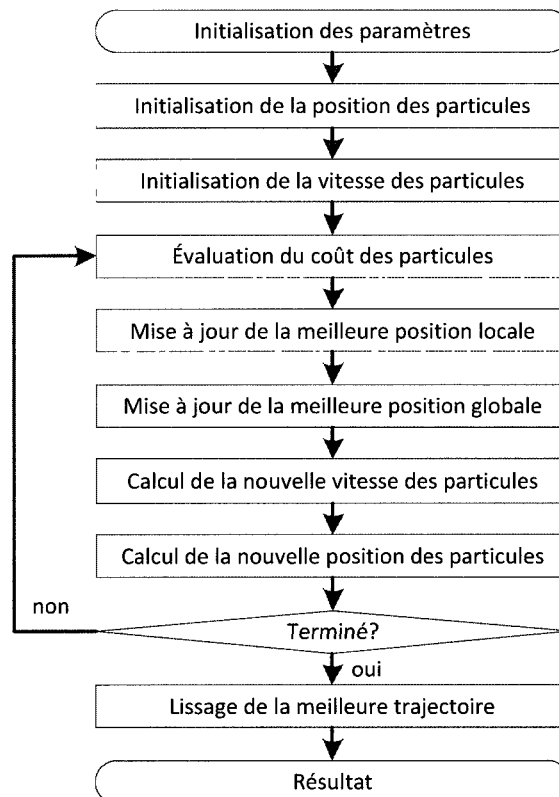 Initialisation des paramètres
Initialisation de la position des particules
Initialisation de la vitesse des particules
Évaluation du coût des particules
Mise à jour de la meilleure position locale
Mise à jour de la meilleure position globale
Calcul de la nouvelle vitesse des particules
Calcul de la nouvelle position des particules
non
Terminé?
oui
Lissage de la meilleure trajectoire
Résultat